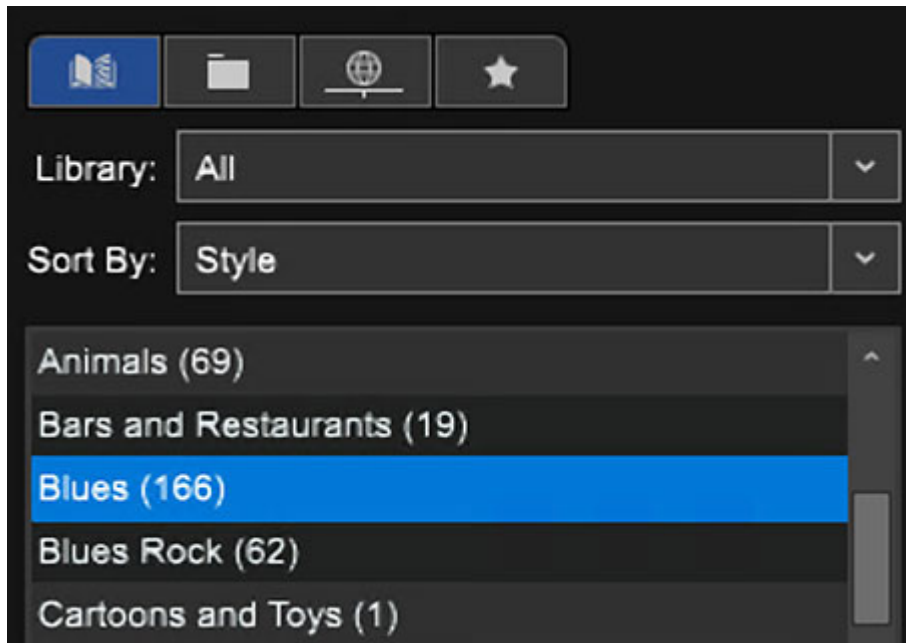 Library: All
Sort By: Style
Animals (69)
Bars and Restaurants (19)
Blues (166)
Blues Rock (62)
Cartoons and Toys (1)